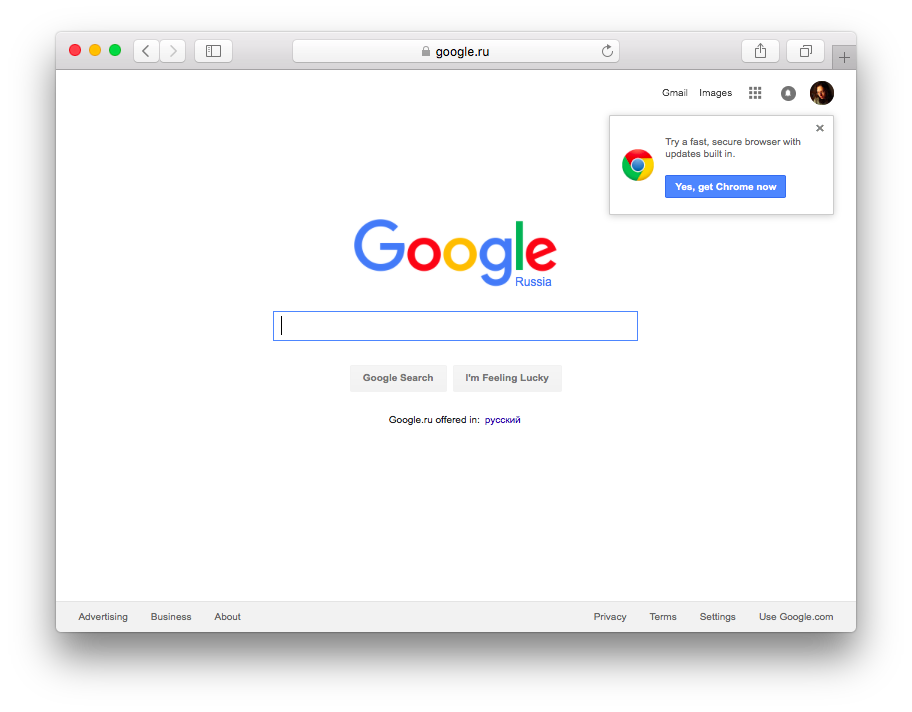 google.ru
Gmail Images
Try a fast, secure browser with
updates built in.
Yes, get Chrome now
Google
Russia
Google Search I'm Feeling Lucky
Google.ru offered in: русский
Advertising Business About Privacy Terms Settings Use Google.com